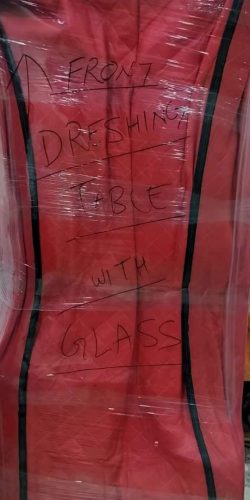 FRONT
DRESHING
TABLE
WITH
GLASS